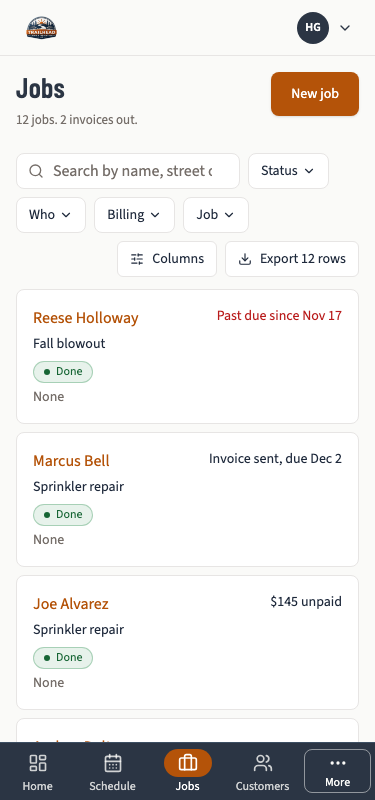 TRAILHEAD
HG
Jobs
New job
12 jobs. 2 invoices out.
Search by name, street
Status
Who
Billing
Job
Columns
Export 12 rows
Reese Holloway
Past due since Nov 17
Fall blowout
Done
None
Marcus Bell
Invoice sent, due Dec 2
Sprinkler repair
Done
None
Joe Alvarez
$145 unpaid
Sprinkler repair
Done
None
Home
Schedule
Jobs
Customers
More